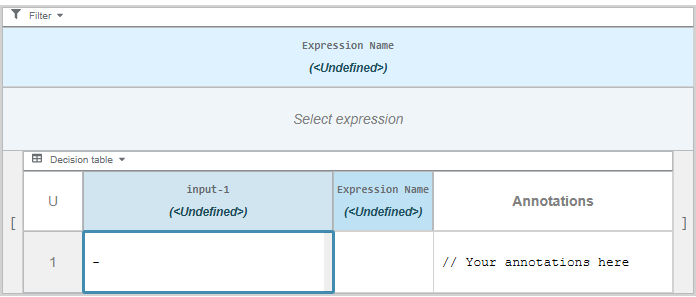 Filter
Expression Name
(<Undefined>)
Select expression
Decision table
U input-1 Expression Name Annotations
(<Undefined>) (<Undefined>)
[ ]
1 – // Your annotations here